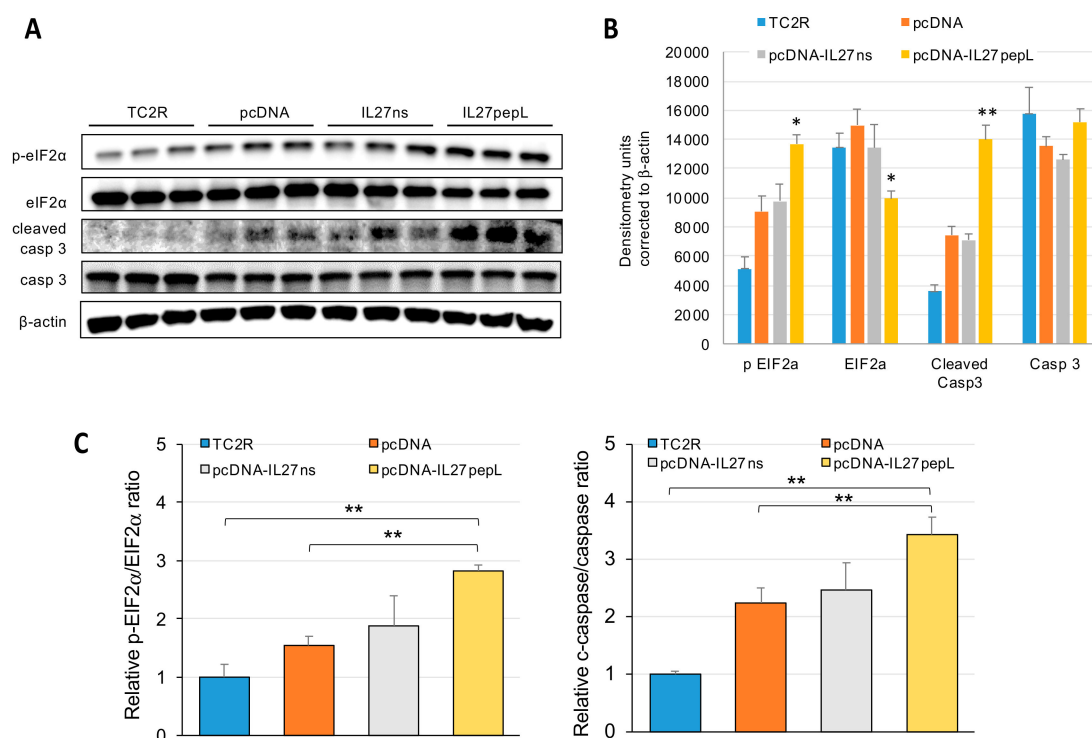 A
TC2R pcDNA IL27ns IL27pepL
p-eIF2α
eIF2α
cleaved
casp 3
casp 3
β-actin
B
TC2R pcDNA
pcDNA-IL27ns pcDNA-IL27pepL
Densitometry units
corrected to β-actin
20000
18000
16000
14000
12000
10000
8000
6000
4000
2000
0
*
*
**
p EIF2a EIF2a Cleaved Casp 3
Casp3
C
TC2R pcDNA
pcDNA-IL27ns pcDNA-IL27pepL
Relative p-EIF2α/EIF2α ratio
5
4
3
2
1
0
**
**
TC2R pcDNA
pcDNA-IL27ns pcDNA-IL27pepL
Relative c-caspase/caspase ratio
5
4
3
2
1
0
**
**